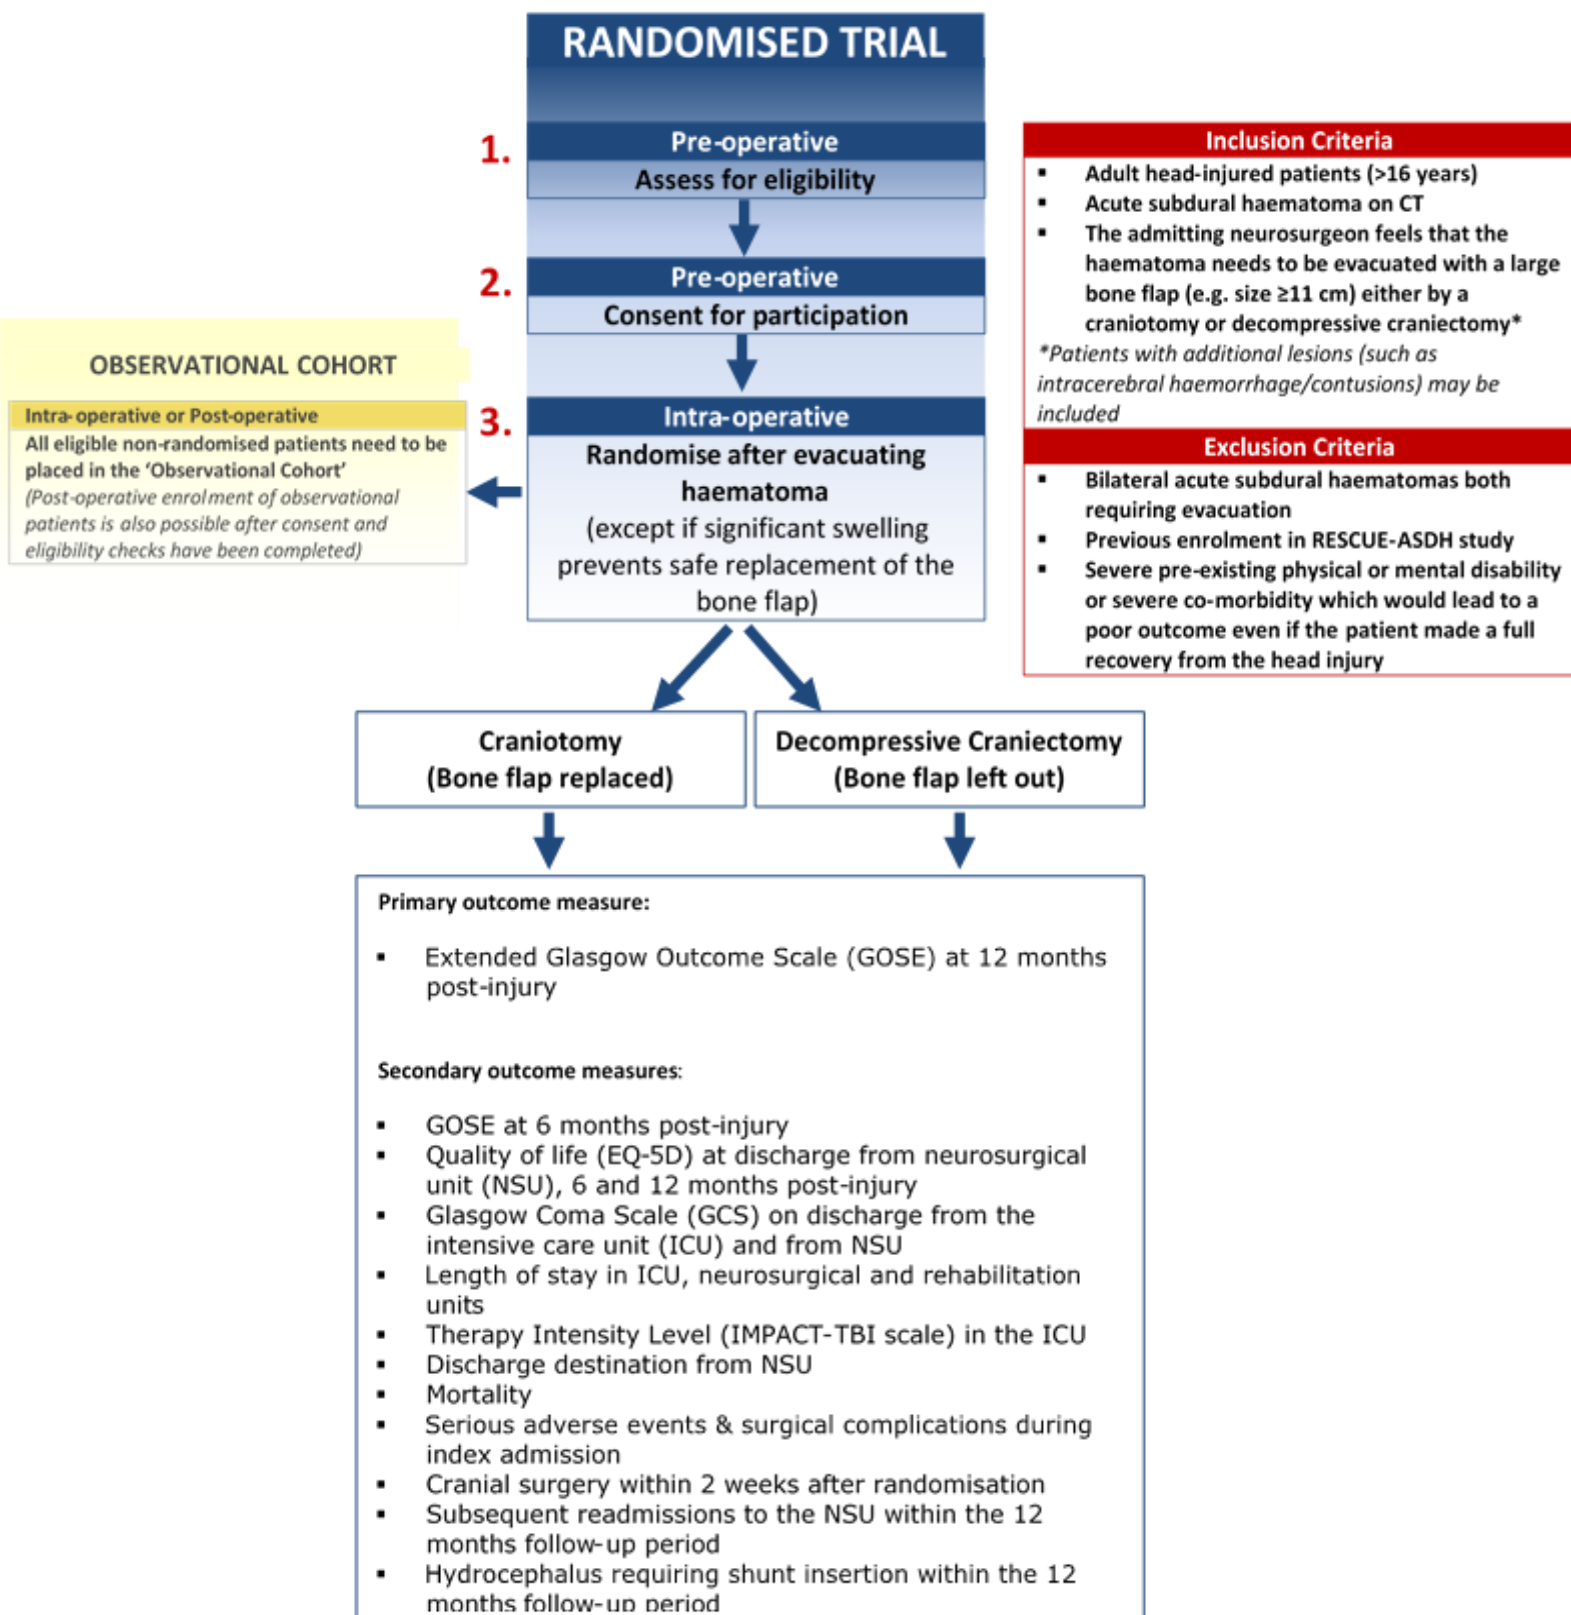 RANDOMISED TRIAL
1.
Pre-operative
Assess for eligibility
2.
Pre-operative
Consent for participation
3.
Intra-operative
Randomise after evacuating
haematoma
(except if significant swelling
prevents safe replacement of the
bone flap)
OBSERVATIONAL COHORT
Intra-operative or Post-operative
All eligible non-randomised patients need to be
placed in the ‘Observational Cohort’
(Post-operative enrolment of observational
patients is also possible after consent and
eligibility checks have been completed)
Inclusion Criteria
▪ Adult head-injured patients (>16 years)
▪ Acute subdural haematoma on CT
▪ The admitting neurosurgeon feels that the
haematoma needs to be evacuated with a large
bone flap (e.g. size ≥11 cm) either by a
craniotomy or decompressive craniectomy*
*Patients with additional lesions (such as
intracerebral haemorrhage/contusions) may be
included
Exclusion Criteria
▪ Bilateral acute subdural haematomas both
requiring evacuation
▪ Previous enrolment in RESCUE-ASDH study
▪ Severe pre-existing physical or mental disability
or severe co-morbidity which would lead to a
poor outcome even if the patient made a full
recovery from the head injury
Craniotomy
(Bone flap replaced)
Decompressive Craniectomy
(Bone flap left out)
Primary outcome measure:
▪ Extended Glasgow Outcome Scale (GOSE) at 12 months
post-injury
Secondary outcome measures:
▪ GOSE at 6 months post-injury
▪ Quality of life (EQ-5D) at discharge from neurosurgical
unit (NSU), 6 and 12 months post-injury
▪ Glasgow Coma Scale (GCS) on discharge from the
intensive care unit (ICU) and from NSU
▪ Length of stay in ICU, neurosurgical and rehabilitation
units
▪ Therapy Intensity Level (IMPACT-TBI scale) in the ICU
▪ Discharge destination from NSU
▪ Mortality
▪ Serious adverse events & surgical complications during
index admission
▪ Cranial surgery within 2 weeks after randomisation
▪ Subsequent readmissions to the NSU within the 12
months follow-up period
▪ Hydrocephalus requiring shunt insertion within the 12
months follow-up period